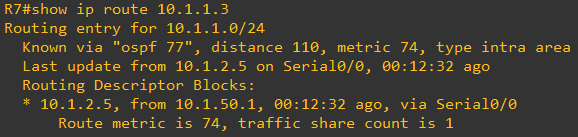 R7#show ip route 10.1.1.3
Routing entry for 10.1.1.0/24
  Known via "ospf 77", distance 110, metric 74, type intra area
  Last update from 10.1.2.5 on Serial0/0, 00:12:32 ago
  Routing Descriptor Blocks:
  * 10.1.2.5, from 10.1.50.1, 00:12:32 ago, via Serial0/0
      Route metric is 74, traffic share count is 1